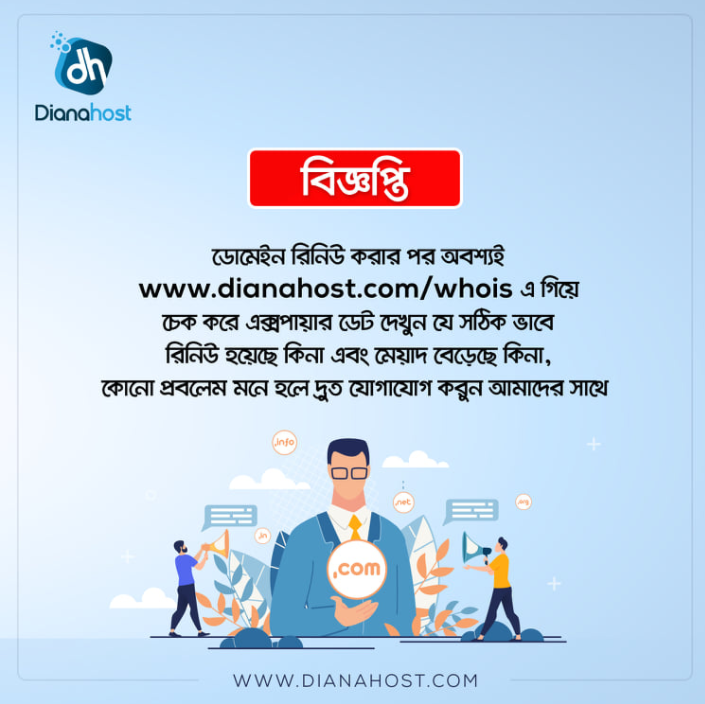 dh
Dianahost
বিজ্ঞপ্তি
ডোমেইন রিনিউ করার পর অবশ্যই
www.dianahost.com/whois এ গিয়ে
চেক করে এক্সপায়ার ডেট দেখুন যে সঠিক ভাবে
রিনিউ হয়েছে কিনা এবং মেয়াদ বেড়েছে কিনা,
কোনো প্রবলেম মনে হলে দ্রুত যোগাযোগ করুন আমাদের সাথে
.info
.net
.org
.in
.com
WWW.DIANAHOST.COM